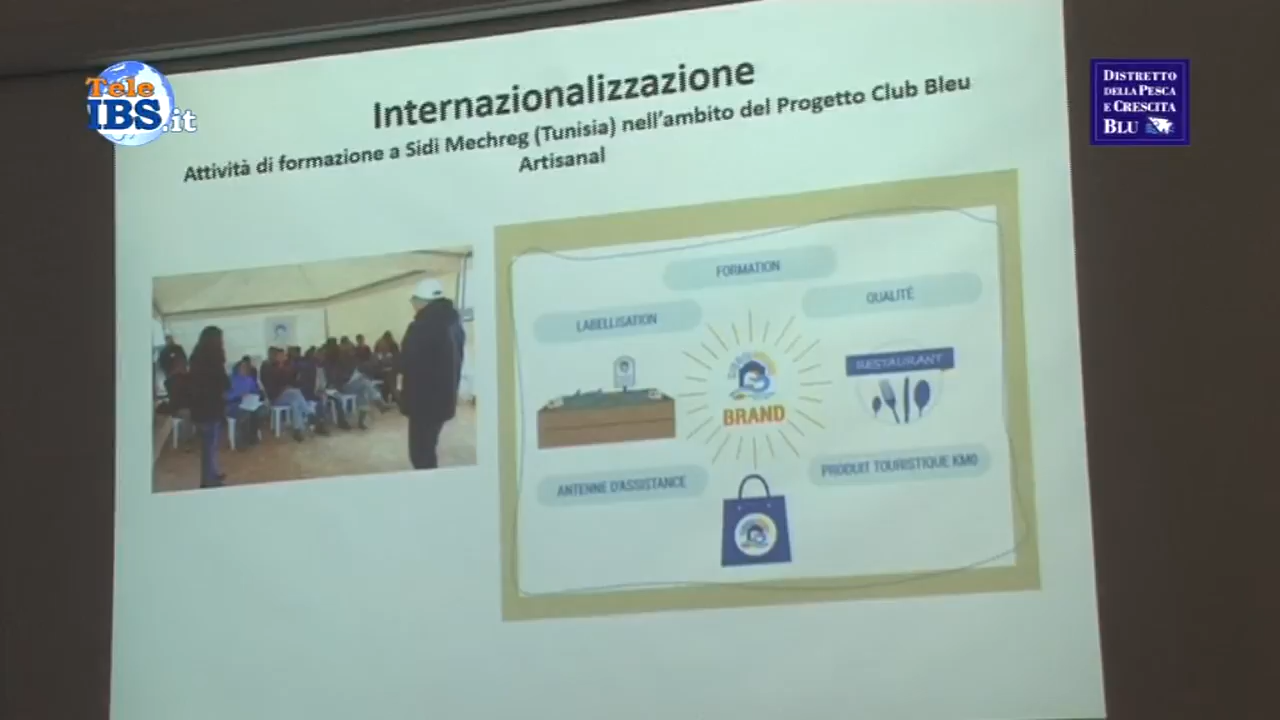 Tele
IBS.it
DISTRETTO
DELLA PESCA
E CRESCITA
BLU
Internazionalizzazione
Attività di formazione a Sidi Mechreg (Tunisia) nell'ambito del Progetto Club Bleu
Artisanal
FORMATION
QUALITÉ
LABELLISATION
RESTAURANT
BRAND
PRODUIT TOURISTIQUE KM0
ANTENNE D'ASSISTANCE